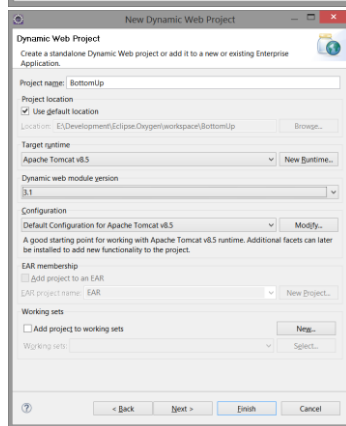 New Dynamic Web Project
Dynamic Web Project
Create a standalone Dynamic Web project or add it to a new or existing Enterprise
Application.
Project name: BottomUp
Project location
Use default location
Location: E:\Development\Eclipse.Oxygen\workspace\BottomUp Browse...
Target runtime
Apache Tomcat v8.5 New Runtime...
Dynamic web module version
3.1
Configuration
Default Configuration for Apache Tomcat v8.5 Modify...
A good starting point for working with Apache Tomcat v8.5 runtime. Additional facets can later
be installed to add new functionality to the project.
EAR membership
Add project to an EAR
EAR project name: EAR New Project...
Working sets
Add project to working sets New...
Working sets: Select...
? < Back Next > Finish Cancel